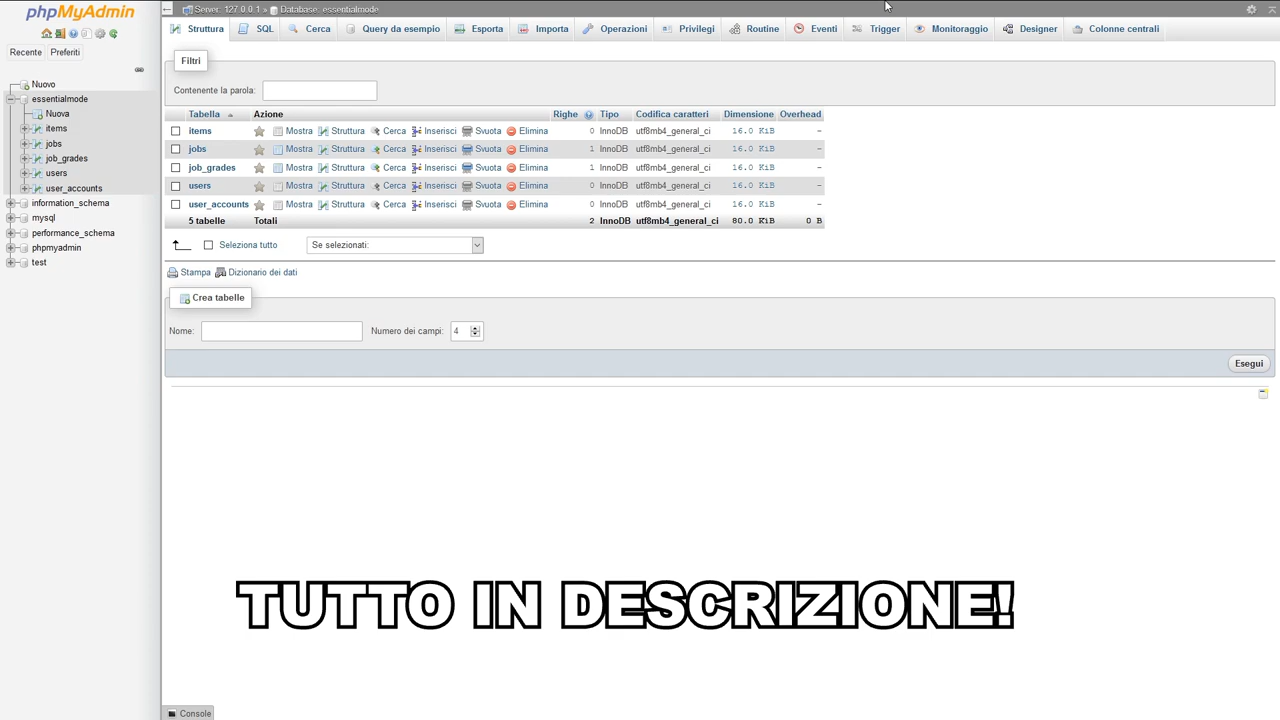 phpMyAdmin
Recente Preferiti
Nuovo
essentialmode
Nuova
items
jobs
job_grades
users
user_accounts
information_schema
mysql
performance_schema
phpmyadmin
test
Server: 127.0.0.1 » Database: essentialmode
Struttura SQL Cerca Query da esempio Esporta Importa Operazioni Privilegi Routine Eventi Trigger Monitoraggio Designer Colonne centrali
Filtri
Contenente la parola:
Tabella Azione Righe Tipo Codifica caratteri Dimensione Overhead
items Mostra Struttura Cerca Inserisci Svuota Elimina 0 InnoDB utf8mb4_general_ci 16.0 KiB -
jobs Mostra Struttura Cerca Inserisci Svuota Elimina 1 InnoDB utf8mb4_general_ci 16.0 KiB -
job_grades Mostra Struttura Cerca Inserisci Svuota Elimina 1 InnoDB utf8mb4_general_ci 16.0 KiB -
users Mostra Struttura Cerca Inserisci Svuota Elimina 0 InnoDB utf8mb4_general_ci 16.0 KiB -
user_accounts Mostra Struttura Cerca Inserisci Svuota Elimina 0 InnoDB utf8mb4_general_ci 16.0 KiB -
5 tabelle Totali 2 InnoDB utf8mb4_general_ci 80.0 KiB 0 B
Seleziona tutto Se selezionati:
Stampa Dizionario dei dati
Crea tabelle
Nome: Numero dei campi: 4
Esegui
TUTTO IN DESCRIZIONE!
Console